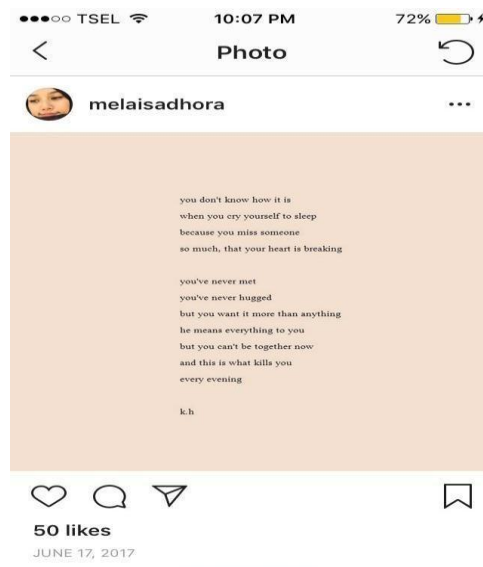 TSEL
10:07 PM
72%
Photo
melaisadhora
you don't know how it is
when you cry yourself to sleep
because you miss someone
so much, that your heart is breaking
you've never met
you've never hugged
but you want it more than anything
he means everything to you
but you can't be together now
and this is what kills you
every evening
k.h
50 likes
JUNE 17, 2017